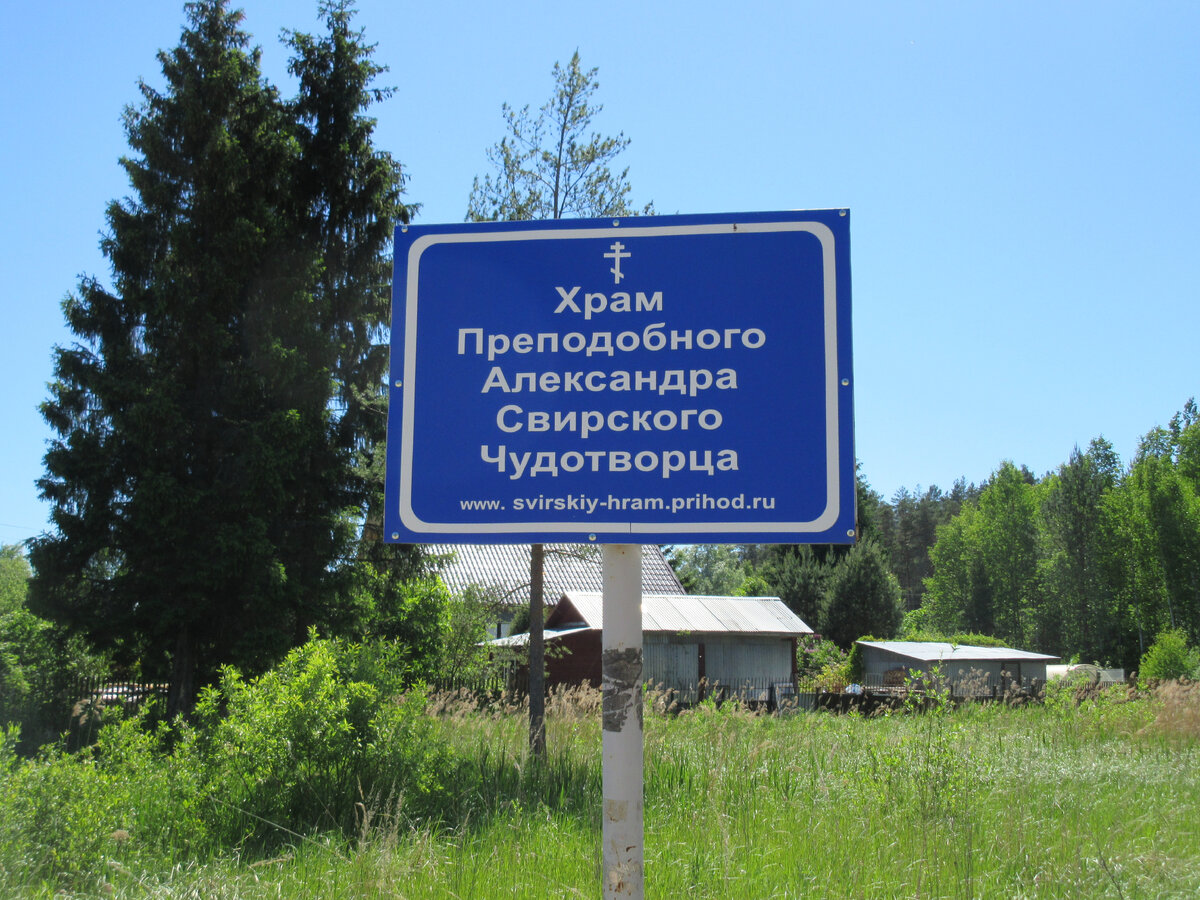 Храм
Преподобного
Александра
Свирского
Чудотворца
www. svirskiy-hram.prihod.ru